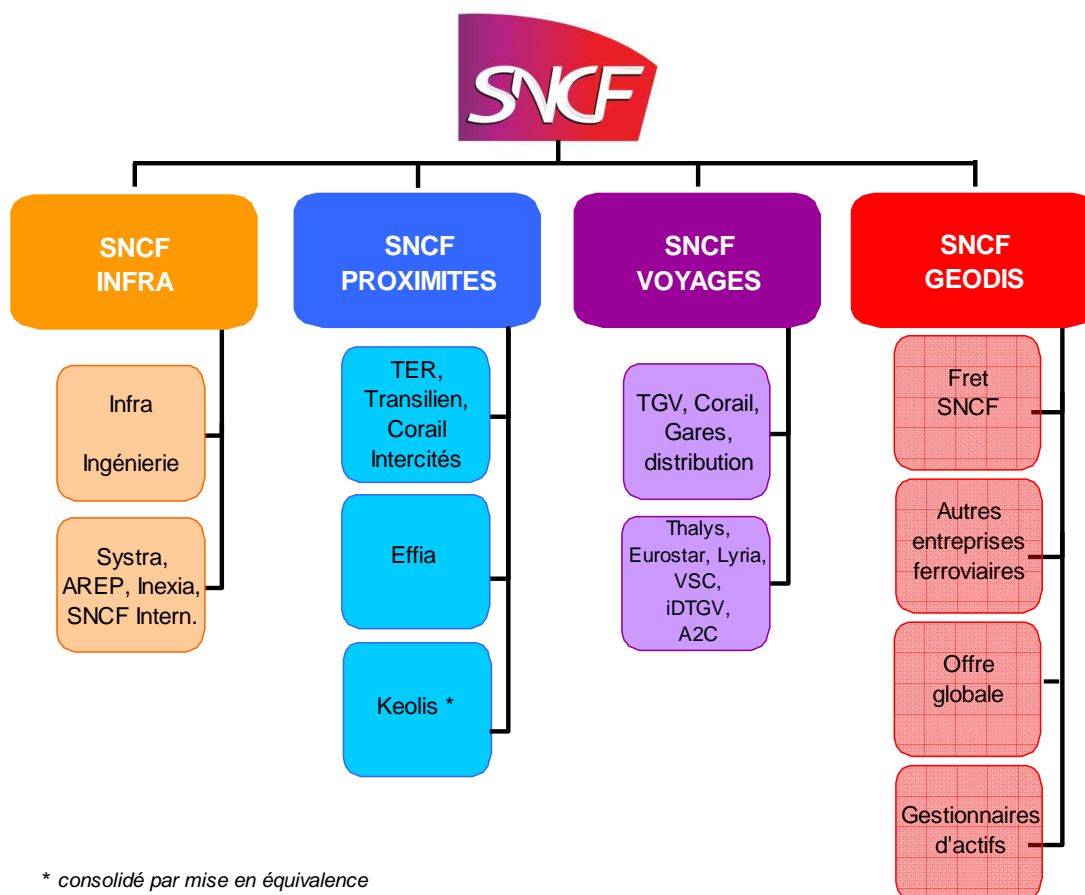 SNCF
SNCF
INFRA
Infra
Ingénierie
Systra,
AREP, Inexia,
SNCF Intern.
SNCF
PROXIMITES
TER,
Transilien,
Corail
Intercités
Effia
Keolis *
SNCF
VOYAGES
TGV, Corail,
Gares,
distribution
Thalys,
Eurostar, Lyria,
VSC,
iDTGV,
A2C
SNCF
GEODIS
Fret
SNCF
Autres
entreprises
ferroviaires
Offre
globale
Gestionnaires
d'actifs
* consolidé par mise en équivalence